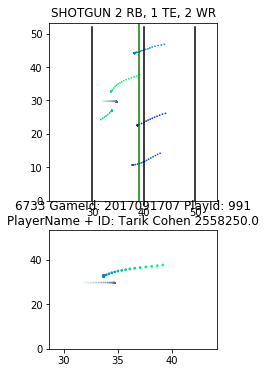 SHOTGUN 2 RB, 1 TE, 2 WR
50
40
30
20
10
0
30 40 50
6733 GameId: 2017091707 PlayId: 991
PlayerName + ID: Tarik Cohen 2558250.0
40
20
0
30 35 40